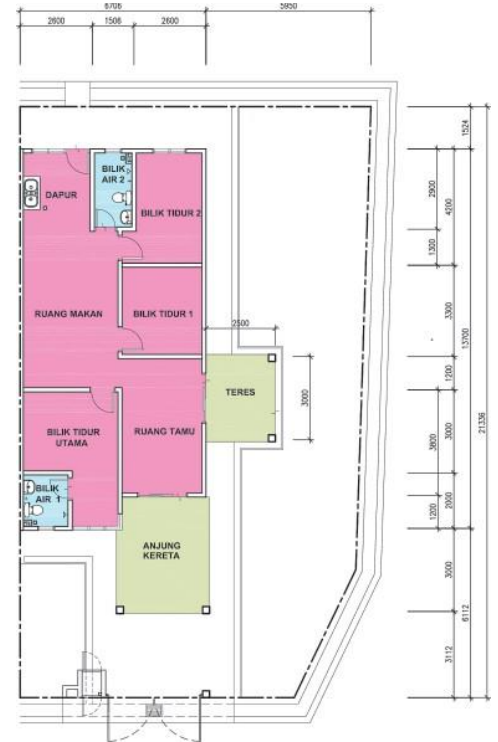 6706
5950
2600
1506
2600
DAPUR
BILIK
AIR 2
BILIK TIDUR 2
RUANG MAKAN
BILIK TIDUR 1
2500
TERES
3000
BILIK TIDUR
UTAMA
RUANG TAMU
BILIK
AIR 1
ANJUNG
KERETA
1524
2900
4200
1300
3300
13700
1200
21336
3800
3000
2000
1200
3000
6112
3112